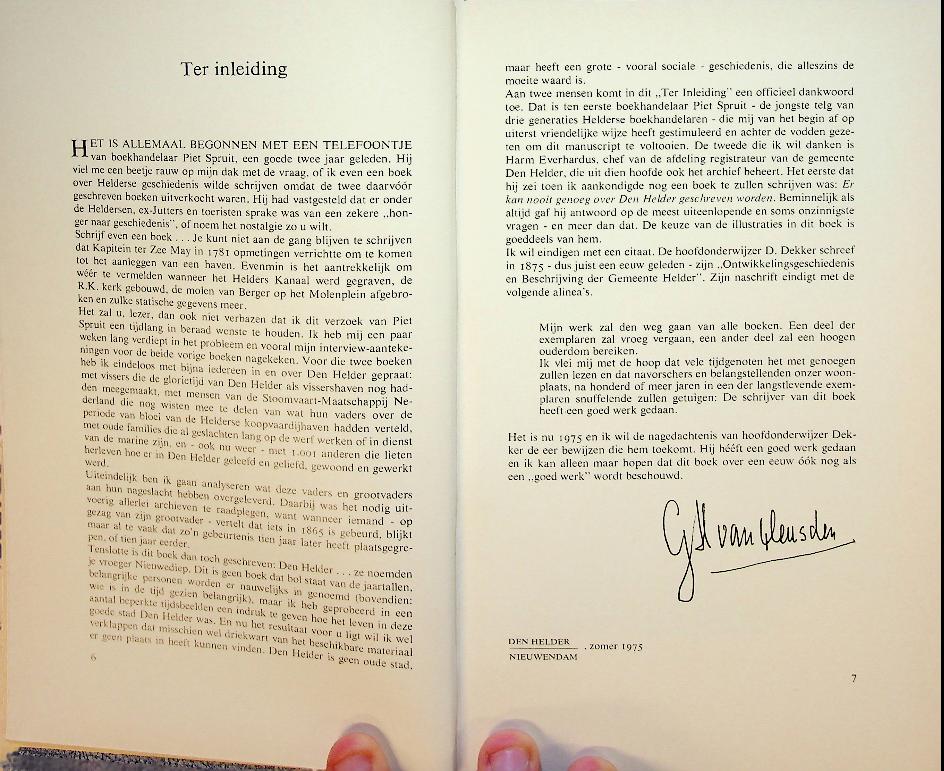 Ter inleiding
HET IS ALLEMAAL BEGONNEN MET EEN TELEFOONTJE
van boekhandelaar Piet Spruit, een goede twee jaar geleden. Hij
viel me een beetje rauw op mijn dak met de vraag, of ik even een boek
over Helderse geschiedenis wilde schrijven omdat de twee daarvóór
geschreven boeken uitverkocht waren. Hij had vastgesteld dat er onder
de Heldersen, ex-Jutters en toeristen sprake was van een zekere „hon-
ger naar geschiedenis”, of noem het nostalgie zo u wilt.
Schrijf even een boek . . . Je kunt niet aan de gang blijven te schrijven
dat Kapitein ter Zee May in 1781 opmetingen verrichtte om te komen
tot het aanleggen van een haven. Evenmin is het aantrekkelijk om
wéér te vermelden wanneer het Helders Kanaal werd gegraven, de
R.K. kerk gebouwd, de molen van Berger op het Molenplein afgebro-
ken en zulke statische gegevens meer.
Het zal u, lezer, dan ook niet verbazen dat ik dit verzoek van Piet
Spruit een tijdlang in beraad wenste te houden. Ik heb mij een paar
weken lang verdiept in het probleem en vooral mijn interview-aanteke-
ningen voor de beide vorige boeken nagekeken. Voor die twee boeken
heb ik eindeloos met bijna iedereen in en over Den Helder gepraat:
met vissers die de glorietijd van Den Helder als vissershaven nog had-
den meegemaakt, met mensen van de Stoomvaart-Maatschappij Ne-
derland die nog wisten mee te delen van wat hun vaders over de
periode van bloei van de Helderse koopvaardijhaven hadden verteld,
met oude families die al geslachten lang op de werf werken of in dienst
van de marine zijn, en - ook nu weer - met 1.001 anderen die lieten
herleven hoe er in Den Helder geleefd en geliefd, gewoond en gewerkt
werd.
Uiteindelijk ben ik gaan analyseren wat deze vaders en grootvaders
aan hun nageslacht hebben overgeleverd. Daarbij was het nodig uit-
voerig allerlei archieven te raadplegen, want wanneer iemand - op
gezag van zijn grootvader - vertelt dat iets in 1865 is gebeurd, blijkt
maar al te vaak dat zo'n gebeurtenis tien jaar later heeft plaatsgegre-
pen, of tien jaar eerder.
Tenslotte is dit boek dan toch geschreven: Den Helder . . . ze noemden
je vroeger Nieuwediep. Dit is geen boek dat bol staat van de jaartallen,
belangrijke personen worden er nauwelijks in genoemd (bovendien:
wie is in de tijd gezien belangrijk), maar ik heb geprobeerd in een
aantal beperkte tijdsbeelden een indruk te geven hoe het leven in deze
goede stad Den Helder was. En nu het resultaat voor u ligt wil ik wel
verklappen dat misschien wel driekwart van het beschikbare materiaal
er geen plaats in heeft kunnen vinden. Den Helder is geen oude stad,
6
maar heeft een grote - vooral sociale - geschiedenis, die alleszins de
moeite waard is.
Aan twee mensen komt in dit „Ter Inleiding” een officieel dankwoord
toe. Dat is ten eerste boekhandelaar Piet Spruit - de jongste telg van
drie generaties Helderse boekhandelaren - die mij van het begin af op
uiterst vriendelijke wijze heeft gestimuleerd en achter de vodden geze-
ten om dit manuscript te voltooien. De tweede die ik wil danken is
Harm Everhardus, chef van de afdeling registrateur van de gemeente
Den Helder, die uit dien hoofde ook het archief beheert. Het eerste dat
hij zei toen ik aankondigde nog een boek te zullen schrijven was: Er
kan nooit genoeg over Den Helder geschreven worden. Beminnelijk als
altijd gaf hij antwoord op de meest uiteenlopende en soms onzinnigste
vragen - en meer dan dat. De keuze van de illustraties in dit boek is
goeddeels van hem.
Ik wil eindigen met een citaat. De hoofdonderwijzer D. Dekker schreef
in 1875 - dus juist een eeuw geleden - zijn „Ontwikkelingsgeschiedenis
en Beschrijving der Gemeente Helder”. Zijn naschrift eindigt met de
volgende alinea's.
Mijn werk zal den weg gaan van alle boeken. Een deel der
exemplaren zal vroeg vergaan, een ander deel zal een hoogen
ouderdom bereiken.
Ik vlei mij met de hoop dat vele tijdgenoten het met genoegen
zullen lezen en dat navorschers en belangstellenden onzer woon-
plaats, na honderd of meer jaren in een der langstlevende exem-
plaren snuffelende zullen getuigen: De schrijver van dit boek
heeft een goed werk gedaan.
Het is nu 1975 en ik wil de nagedachtenis van hoofdonderwijzer Dek-
ker de eer bewijzen die hem toekomt. Hij hééft een goed werk gedaan
en ik kan alleen maar hopen dat dit boek over een eeuw óók nog als
een „goed werk” wordt beschouwd.
van Heusden
DEN HELDER
NIEUWENDAM , zomer 1975
7